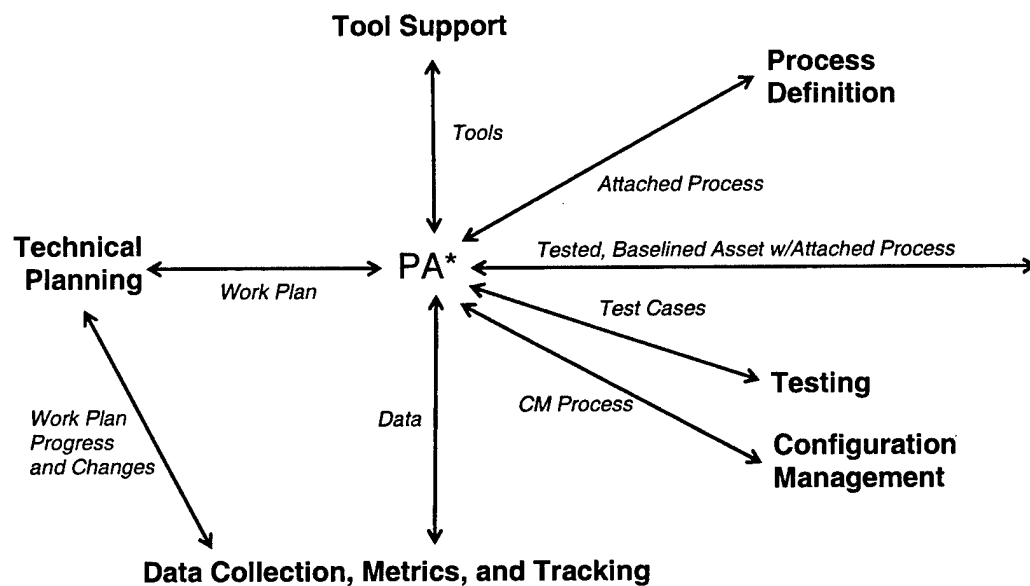 Tool Support
Process
Definition
Tools
Attached Process
Technical
Planning
PA*
Tested, Baselined Asset w/Attached Process
Work Plan
Test Cases
Testing
Work Plan
Progress
and Changes
Data
CM Process
Configuration
Management
Data Collection, Metrics, and Tracking